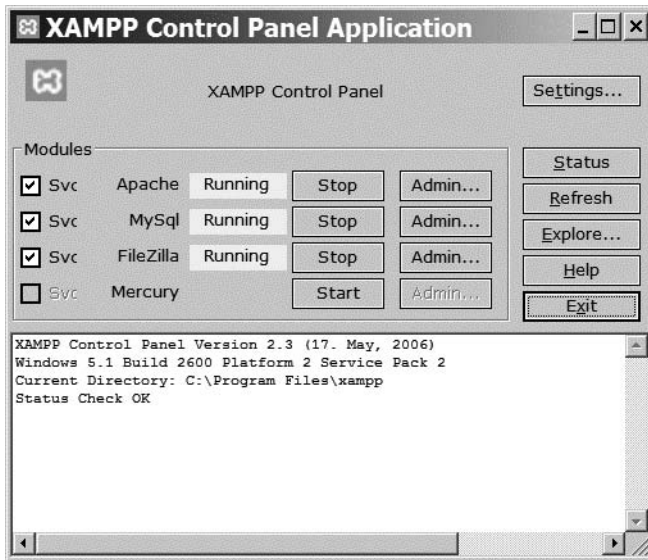 XAMPP Control Panel Application
XAMPP Control Panel
Settings...
Modules
Svc Apache Running Stop Admin...
Svc MySql Running Stop Admin...
Svc FileZilla Running Stop Admin...
Svc Mercury Start Admin...
Status
Refresh
Explore...
Help
Exit
XAMPP Control Panel Version 2.3 (17. May, 2006)
Windows 5.1 Build 2600 Platform 2 Service Pack 2
Current Directory: C:\Program Files\xampp
Status Check OK